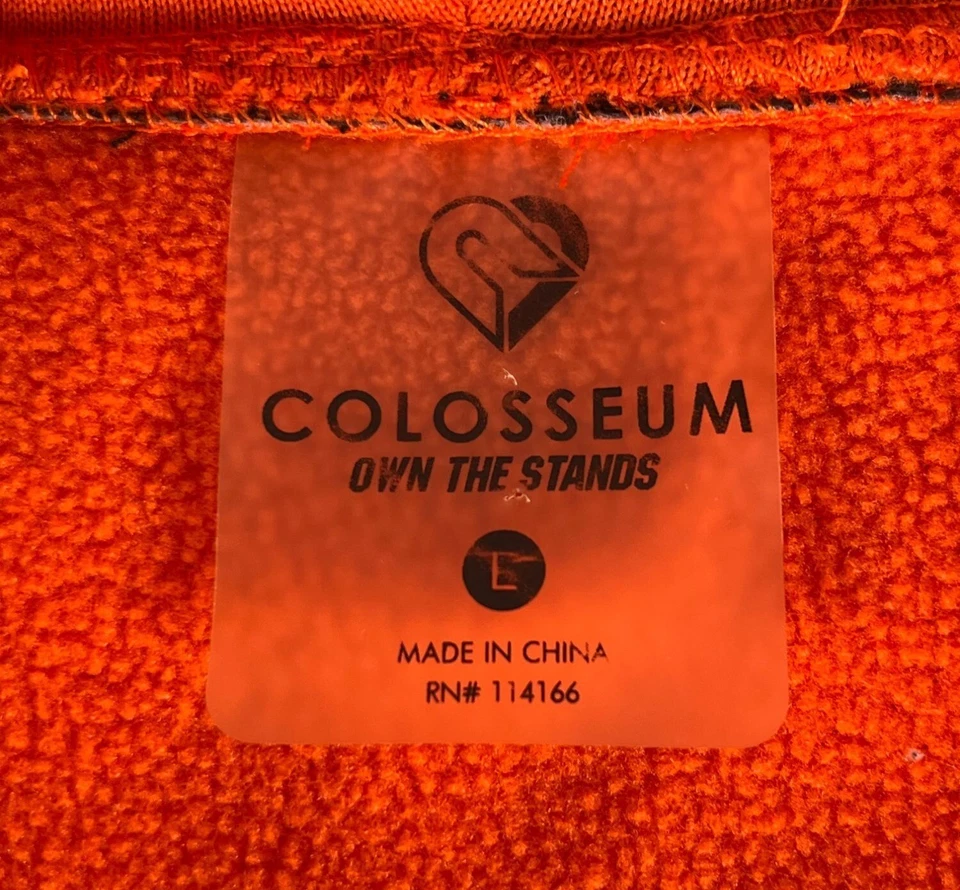 COLOSSEUM
OWN THE STANDS
L
MADE IN CHINA
RN# 114166